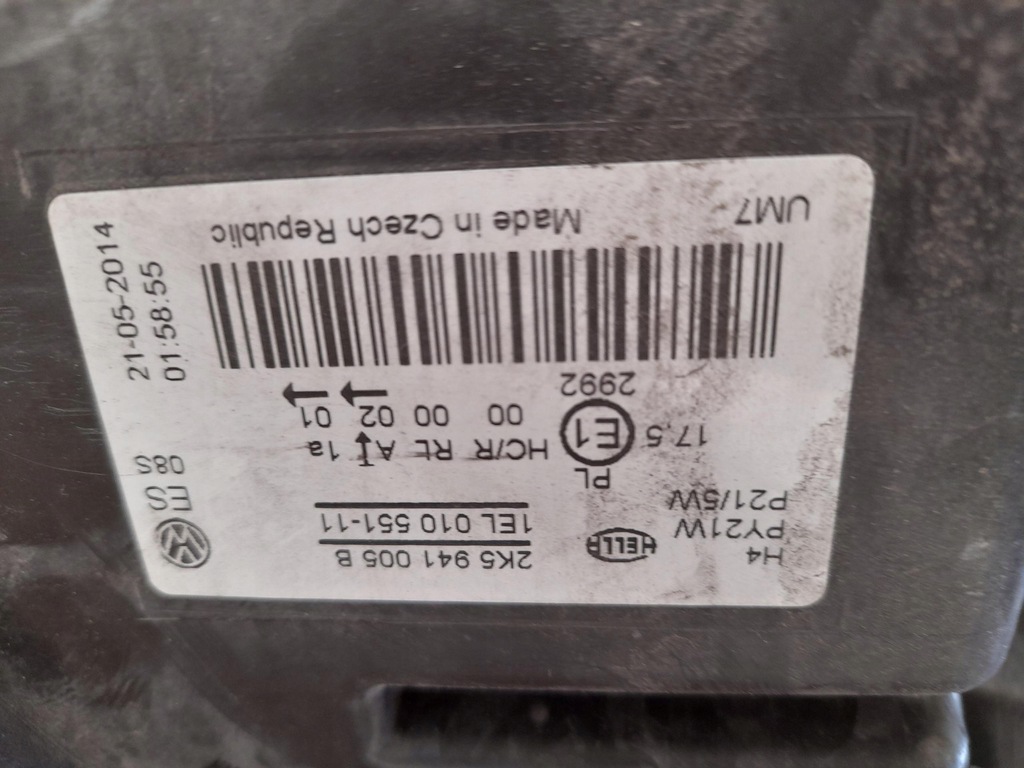 H4
PY21W
P21/5W
HELLA
2K5 941 005 B
1EL 010 551-11
ES
08S
PL
17,5
E1
HC/R RL A 1a
00 00 02 01
2992
UM7
Made in Czech Republic
21-05-2014
01:58:55